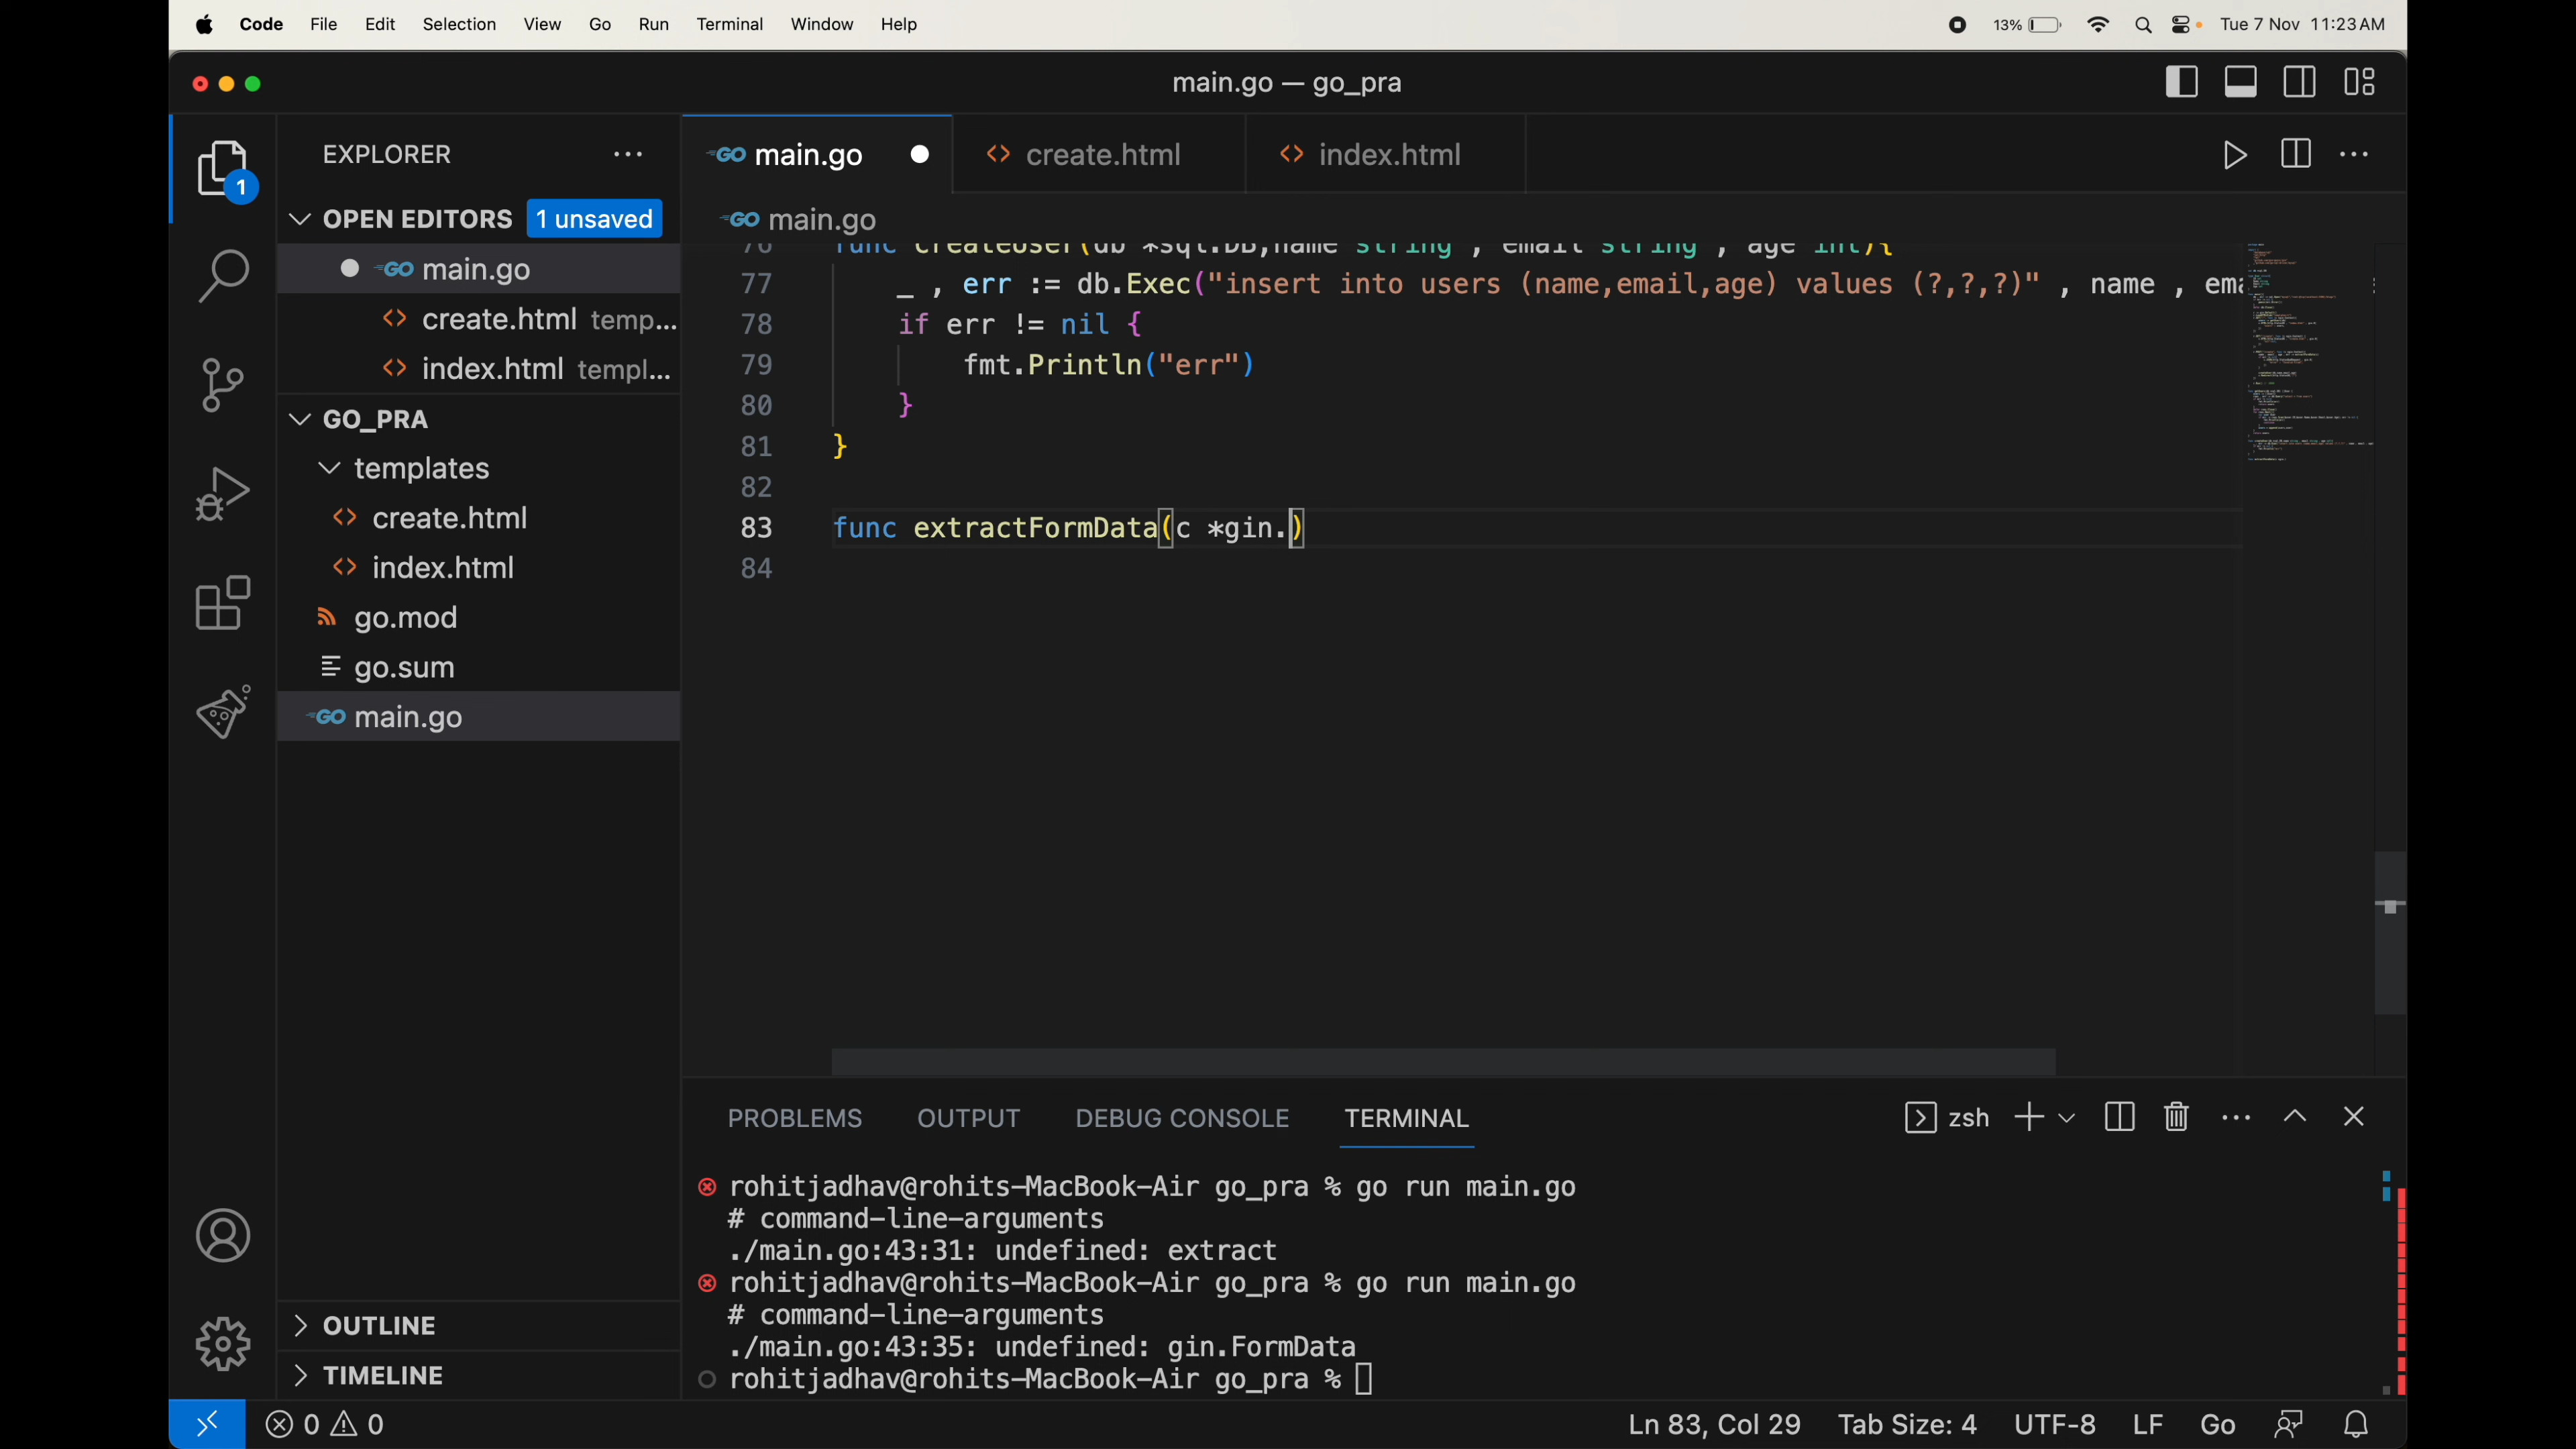 Code File Edit Selection View Go Run Terminal Window Help 13% Tue 7 Nov 11:23 AM
main.go — go_pra
EXPLORER
1
OPEN EDITORS 1 unsaved
GO main.go
<> create.html temp...
<> index.html templ...
GO_PRA
templates
<> create.html
<> index.html
go.mod
go.sum
GO main.go
OUTLINE
TIMELINE
GO main.go <> create.html <> index.html
GO main.go
76 func createUser(db *sql.DB,name string , email string , age int){
77 _ , err := db.Exec("insert into users (name,email,age) values (?,?,?)" , name , ema
78 if err != nil {
79 fmt.Println("err")
80 }
81 }
82
83 func extractFormData(c *gin.)
84
PROBLEMS OUTPUT DEBUG CONSOLE TERMINAL zsh
rohitjadhav@rohits-MacBook-Air go_pra % go run main.go
# command-line-arguments
./main.go:43:31: undefined: extract
rohitjadhav@rohits-MacBook-Air go_pra % go run main.go
# command-line-arguments
./main.go:43:35: undefined: gin.FormData
rohitjadhav@rohits-MacBook-Air go_pra %
0 0 Ln 83, Col 29 Tab Size: 4 UTF-8 LF Go